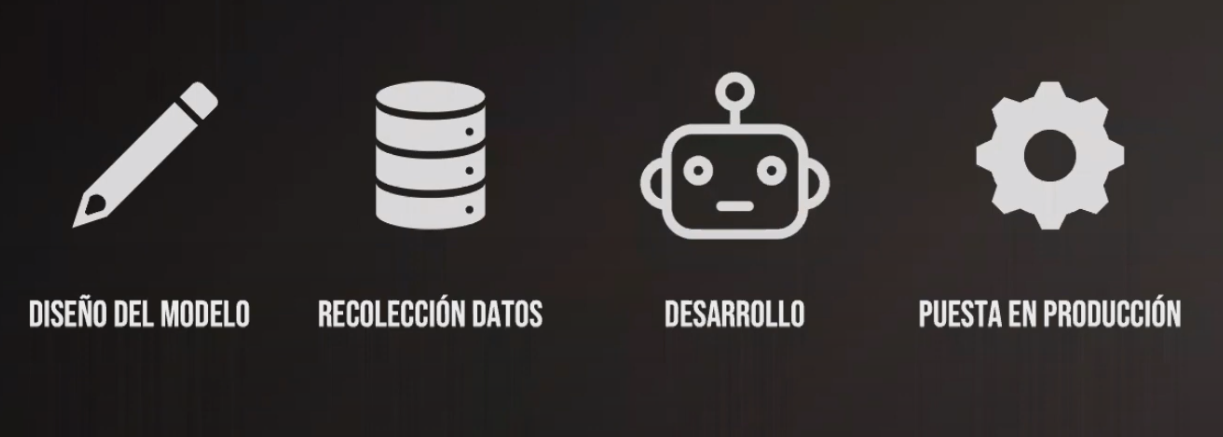 DISEÑO DEL MODELO
RECOLECCIÓN DATOS
DESARROLLO
PUESTA EN PRODUCCIÓN